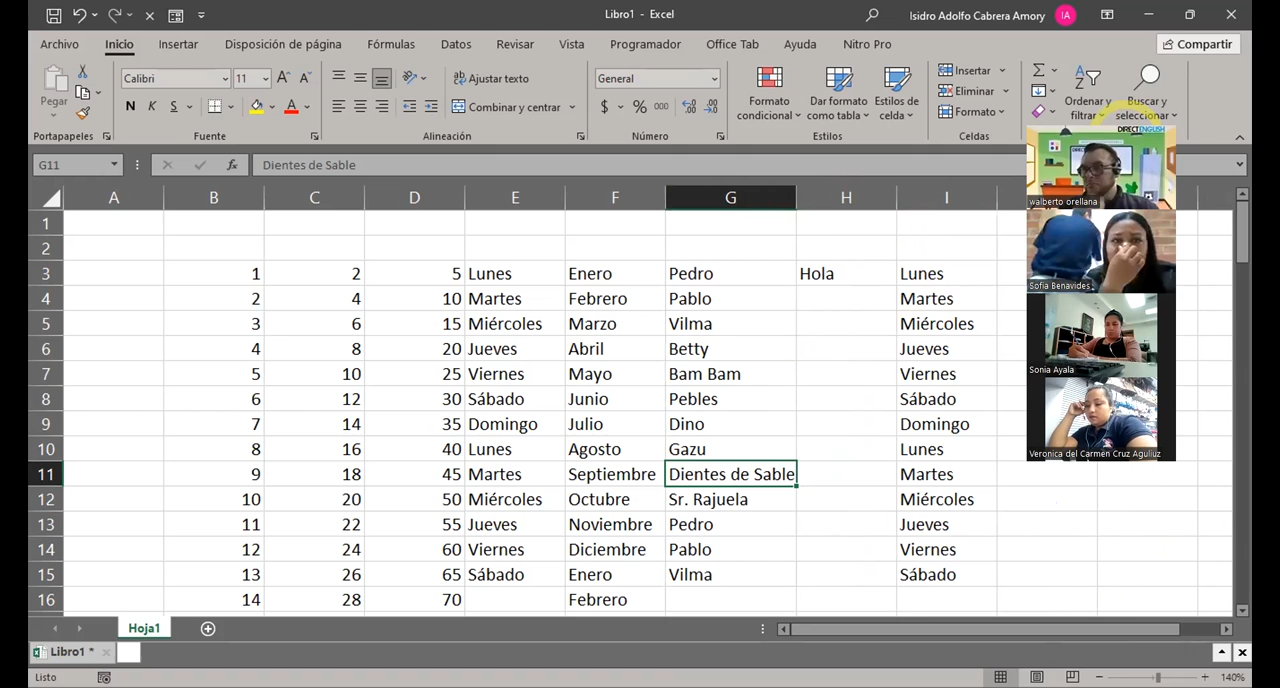 Libro1 - Excel
Isidro Adolfo Cabrera Amory
IA
Archivo Inicio Insertar Disposición de página Fórmulas Datos Revisar Vista Programador Office Tab Ayuda Nitro Pro Compartir
Pegar
Calibri 11
N K S A
Ajustar texto
Combinar y centrar
General
$ % 000
Formato condicional
Dar formato como tabla
Estilos de celda
Insertar
Eliminar
Formato
Ordenar y filtrar
Buscar y seleccionar
Portapapeles Fuente Alineación Número Estilos Celdas
G11 fx Dientes de Sable
A B C D E F G H I
1
2
3 1 2 5 Lunes Enero Pedro Hola Lunes
4 2 4 10 Martes Febrero Pablo Martes
5 3 6 15 Miércoles Marzo Vilma Miércoles
6 4 8 20 Jueves Abril Betty Jueves
7 5 10 25 Viernes Mayo Bam Bam Viernes
8 6 12 30 Sábado Junio Pebles Sábado
9 7 14 35 Domingo Julio Dino Domingo
10 8 16 40 Lunes Agosto Gazu Lunes
11 9 18 45 Martes Septiembre Dientes de Sable Martes
12 10 20 50 Miércoles Octubre Sr. Rajuela Miércoles
13 11 22 55 Jueves Noviembre Pedro Jueves
14 12 24 60 Viernes Diciembre Pablo Viernes
15 13 26 65 Sábado Enero Vilma Sábado
16 14 28 70 Febrero
DIRECTENGLISH
walberto orellana
Sofia Benavides
Sonia Ayala
Veronica del Carmen Cruz Aguiluz
Hoja1
Libro1 *
Listo
140%